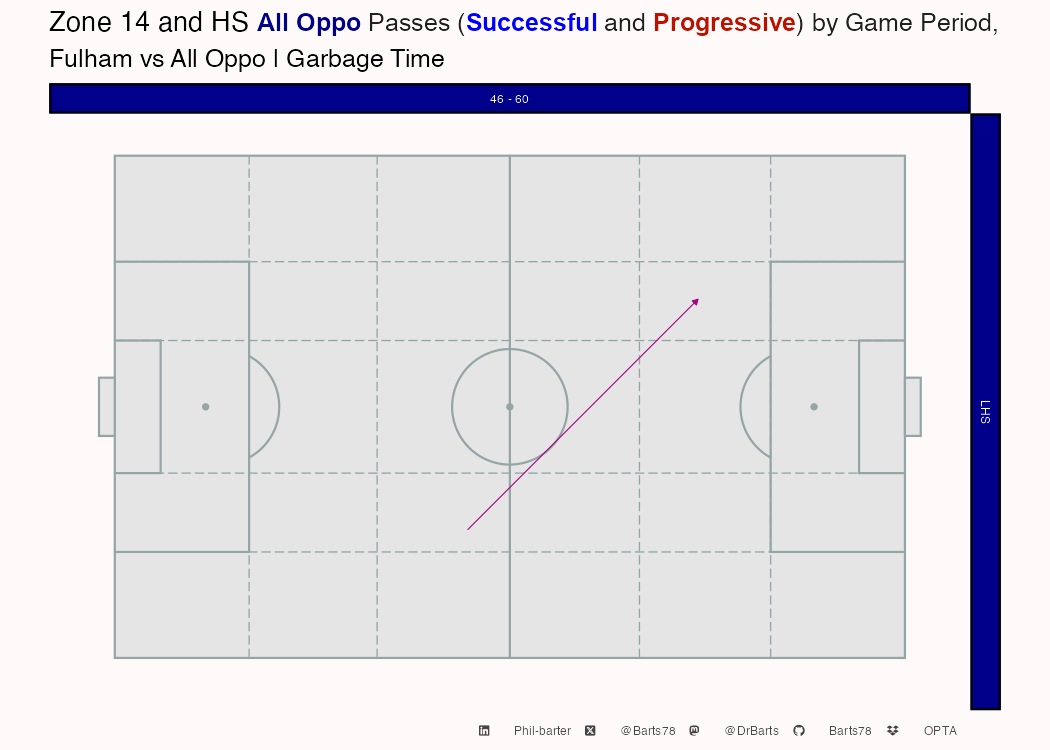 Zone 14 and HS All Oppo Passes (Successful and Progressive) by Game Period,
Fulham vs All Oppo | Garbage Time
46 - 60
LHS
Phil-barter @Barts78 @DrBarts Barts78 OPTA